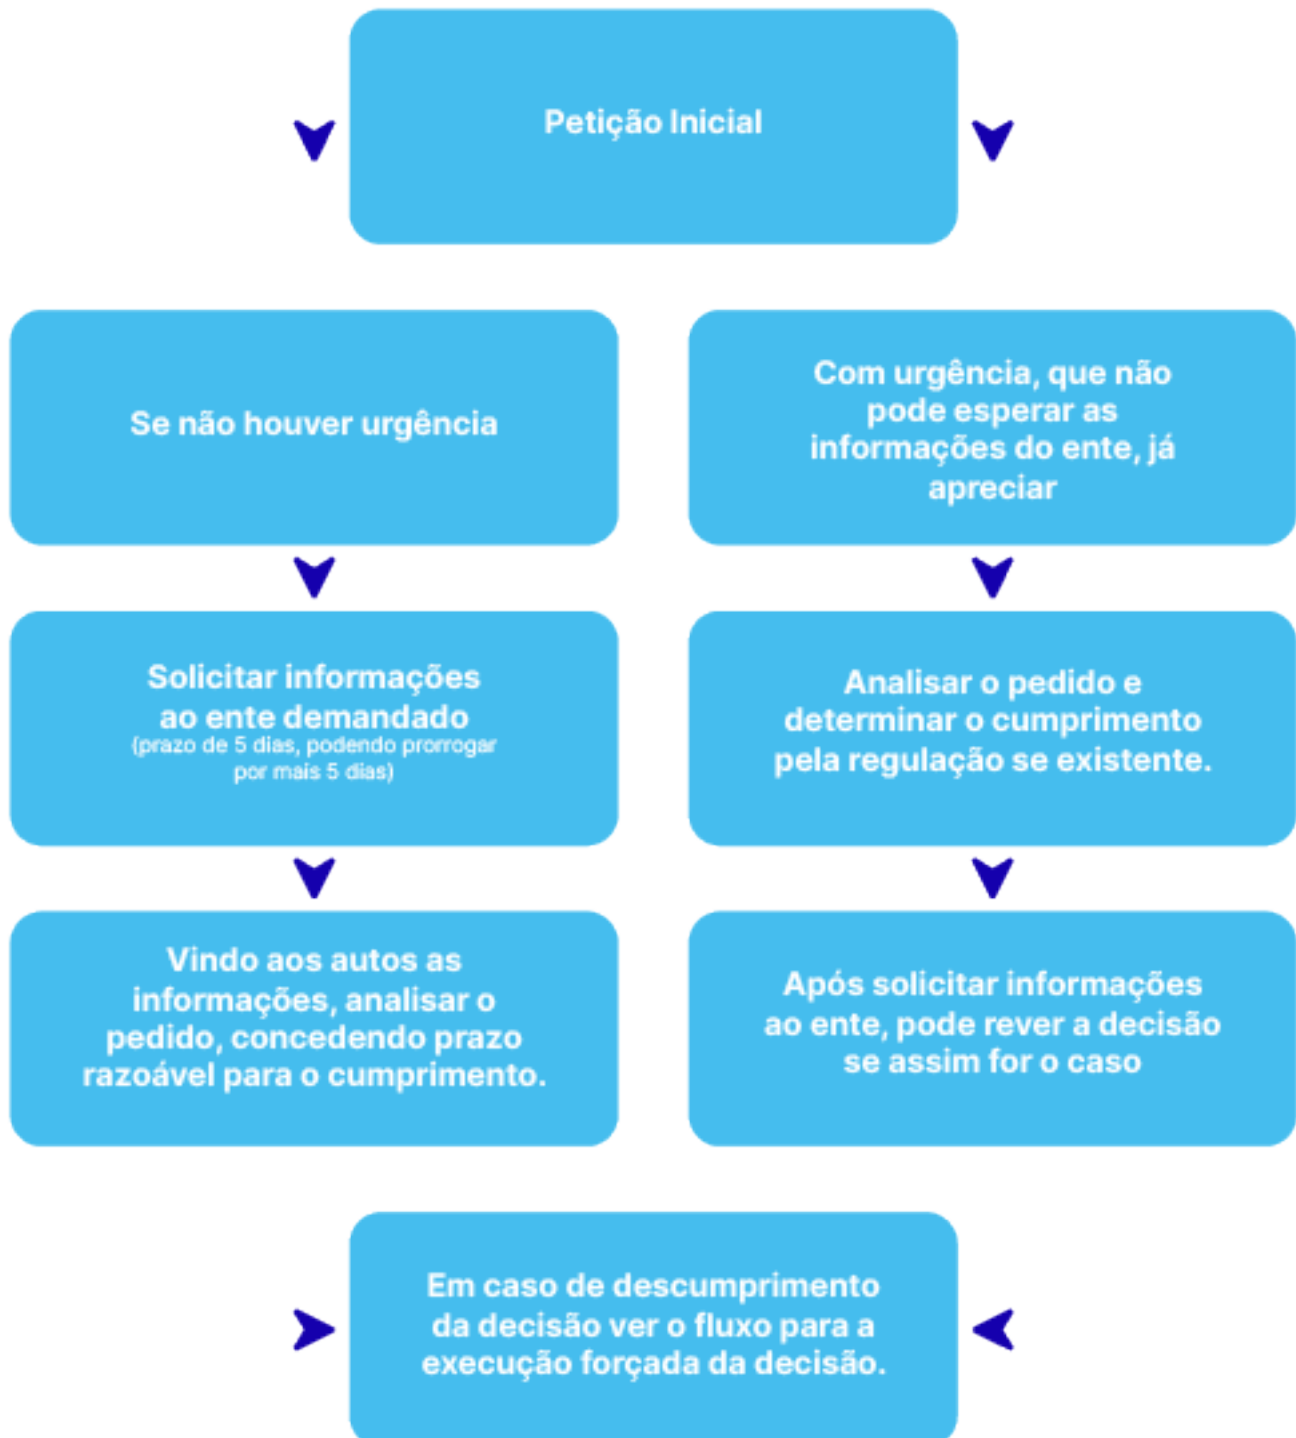 Petição Inicial
Se não houver urgência
Com urgência, que não
pode esperar as
informações do ente, já
apreciar
Solicitar informações
ao ente demandado
(prazo de 5 dias, podendo prorrogar
por mais 5 dias)
Analisar o pedido e
determinar o cumprimento
pela regulação se existente.
Vindo aos autos as
informações, analisar o
pedido, concedendo prazo
razoável para o cumprimento.
Após solicitar informações
ao ente, pode rever a decisão
se assim for o caso
Em caso de descumprimento
da decisão ver o fluxo para a
execução forçada da decisão.